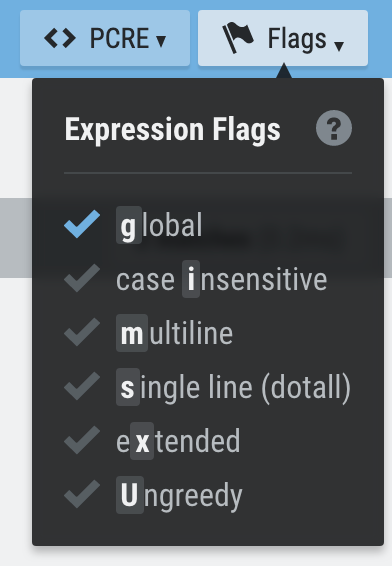 <> PCRE ▾ Flags ▾
Expression Flags ?
global
case insensitive
multiline
single line (dotall)
extended
Ungreedy